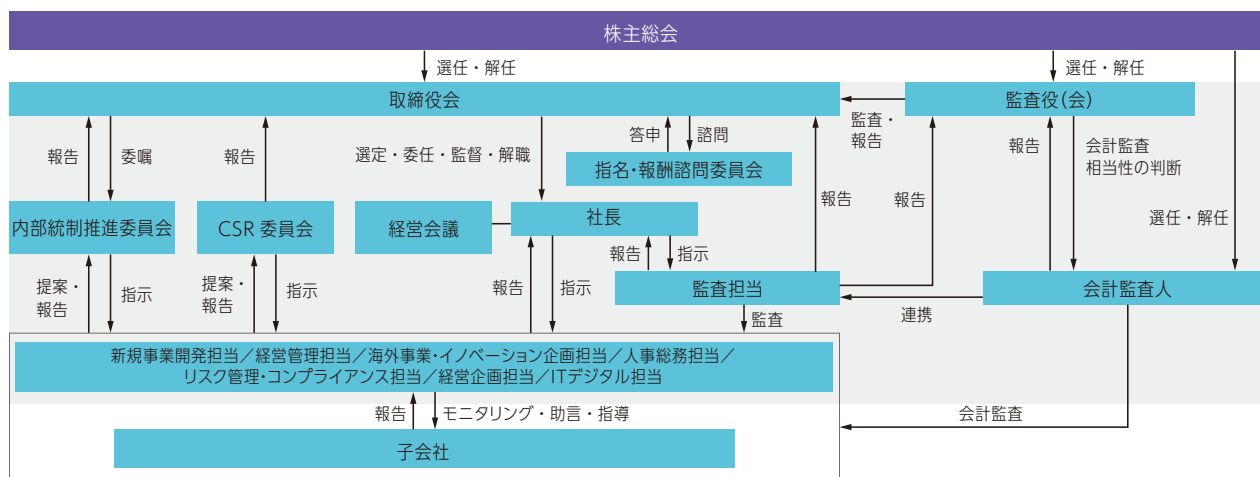 株主総会
選任・解任
選任・解任
取締役会
監査役(会)
監査・
報告
報告
委嘱
報告
選定・委任・監督・解職
答申
諮問
報告
会計監査
相当性の判断
指名・報酬諮問委員会
報告
報告
選任・解任
内部統制推進委員会
CSR 委員会
経営会議
社長
報告
指示
提案・
報告
指示
提案・
報告
指示
報告
指示
監査担当
会計監査人
連携
監査
新規事業開発担当／経営管理担当／海外事業・イノベーション企画担当／人事総務担当／
リスク管理・コンプライアンス担当／経営企画担当／ITデジタル担当
報告
モニタリング・助言・指導
会計監査
子会社